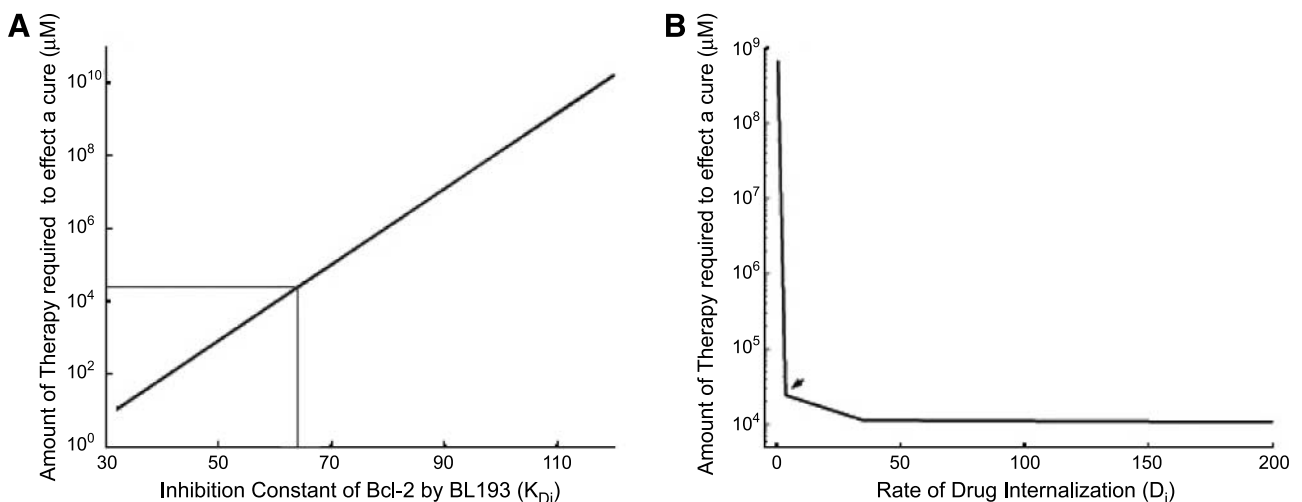 A
Amount of Therapy required to effect a cure (μM)
10^10
10^8
10^6
10^4
10^2
10^0
30 50 70 90 110
Inhibition Constant of Bcl-2 by BL193 (K_Di)
B
Amount of Therapy required to effect a cure (μM)
10^9
10^8
10^7
10^6
10^5
10^4
0 50 100 150 200
Rate of Drug Internalization (D_i)